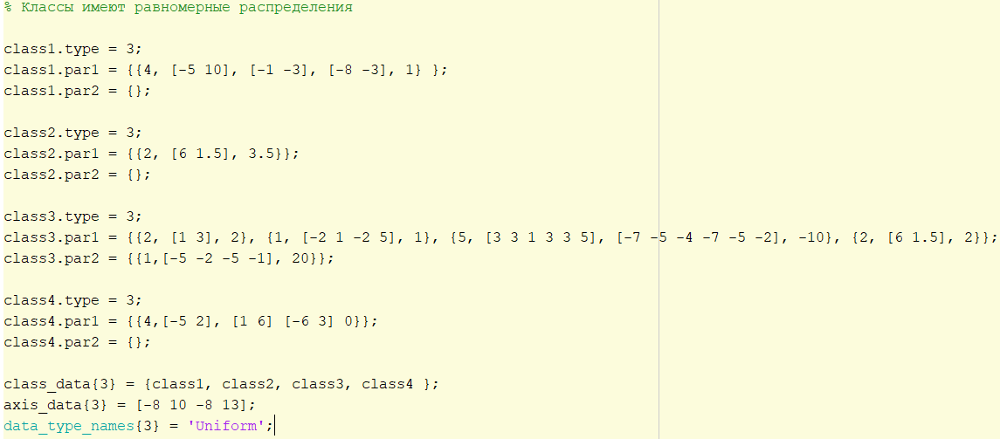 % Классы имеют равномерные распределения
class1.type = 3;
class1.par1 = {{4, [-5 10], [-1 -3], [-8 -3], 1} };
class1.par2 = {};
class2.type = 3;
class2.par1 = {{2, [6 1.5], 3.5}};
class2.par2 = {};
class3.type = 3;
class3.par1 = {{2, [1 3], 2}, {1, [-2 1 -2 5], 1}, {5, [3 3 1 3 3 5], [-7 -5 -4 -7 -5 -2], -10}, {2, [6 1.5], 2}};
class3.par2 = {{1,[-5 -2 -5 -1], 20}};
class4.type = 3;
class4.par1 = {{4,[-5 2], [1 6] [-6 3] 0}};
class4.par2 = {};
class_data{3} = {class1, class2, class3, class4 };
axis_data{3} = [-8 10 -8 13];
data_type_names{3} = 'Uniform';